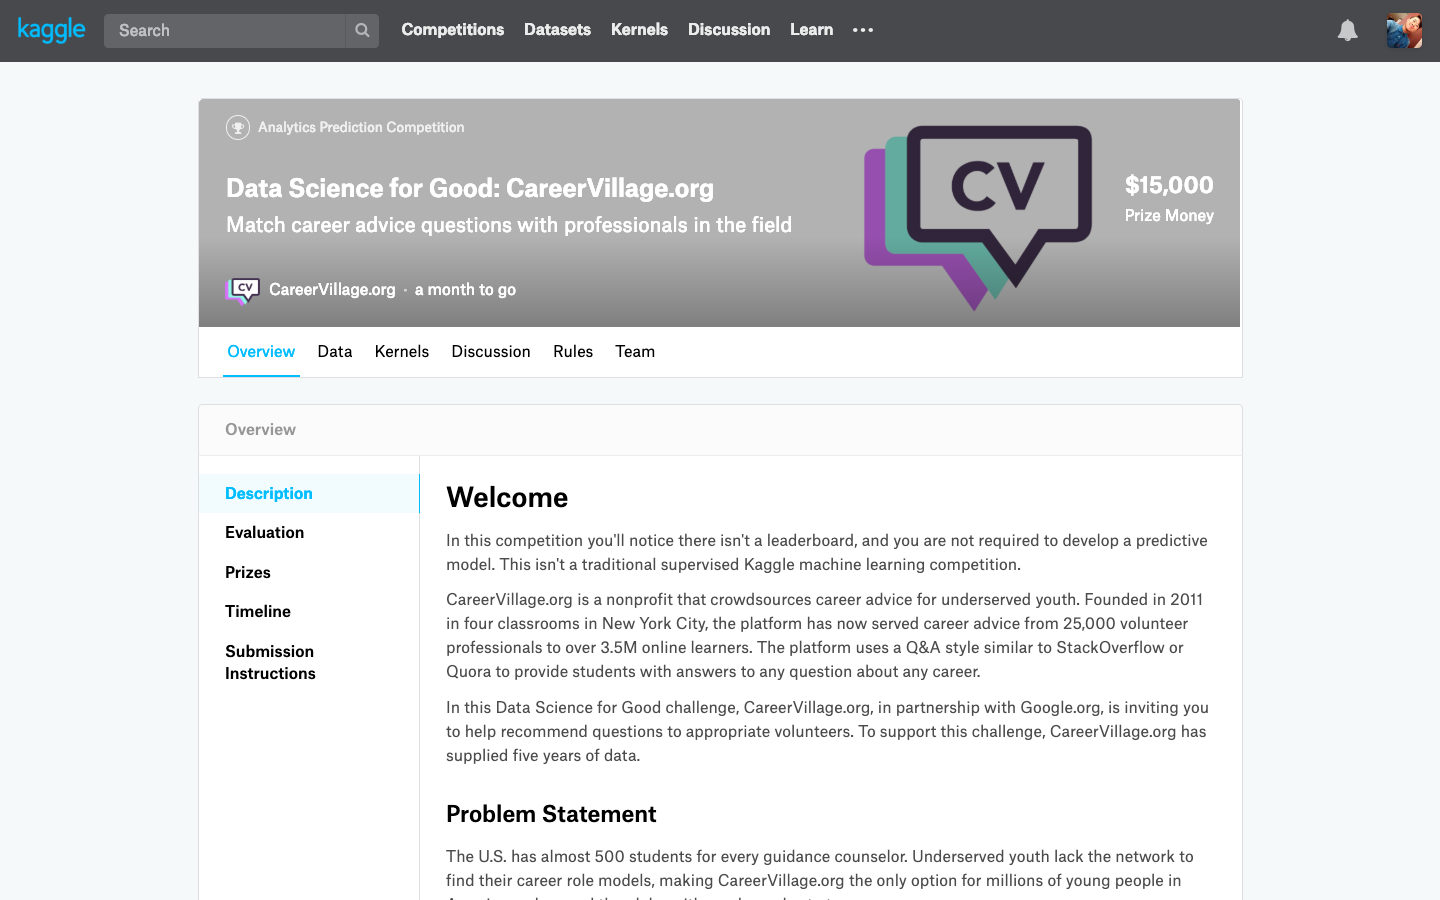 kaggle
Search
Competitions Datasets Kernels Discussion Learn
Analytics Prediction Competition
Data Science for Good: CareerVillage.org
Match career advice questions with professionals in the field
CV
$15,000
Prize Money
CV
CareerVillage.org · a month to go
Overview Data Kernels Discussion Rules Team
Overview
Description
Evaluation
Prizes
Timeline
Submission
Instructions
Welcome
In this competition you'll notice there isn't a leaderboard, and you are not required to develop a predictive
model. This isn't a traditional supervised Kaggle machine learning competition.
CareerVillage.org is a nonprofit that crowdsources career advice for underserved youth. Founded in 2011
in four classrooms in New York City, the platform has now served career advice from 25,000 volunteer
professionals to over 3.5M online learners. The platform uses a Q&A style similar to StackOverflow or
Quora to provide students with answers to any question about any career.
In this Data Science for Good challenge, CareerVillage.org, in partnership with Google.org, is inviting you
to help recommend questions to appropriate volunteers. To support this challenge, CareerVillage.org has
supplied five years of data.
Problem Statement
The U.S. has almost 500 students for every guidance counselor. Underserved youth lack the network to
find their career role models, making CareerVillage.org the only option for millions of young people in